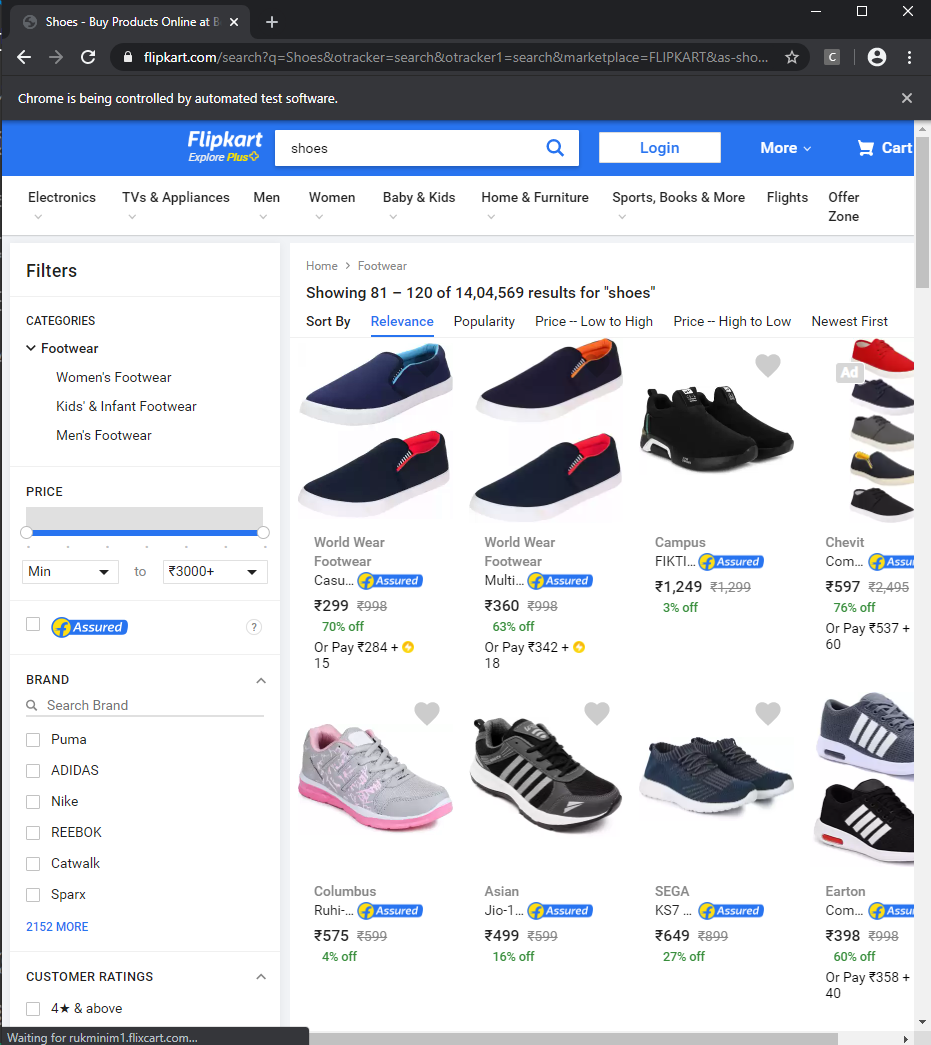 Shoes - Buy Products Online at B
flipkart.com/search?q=Shoes&otracker=search&otracker1=search&marketplace=FLIPKART&as-sho...
C
Chrome is being controlled by automated test software.
Flipkart
Explore Plus
shoes
Login
More
Cart
Electronics
TVs & Appliances
Men
Women
Baby & Kids
Home & Furniture
Sports, Books & More
Flights
Offer
Zone
Filters
CATEGORIES
Footwear
Women's Footwear
Kids' & Infant Footwear
Men's Footwear
PRICE
Min
to
₹3000+
Assured
?
BRAND
Search Brand
Puma
ADIDAS
Nike
REEBOK
Catwalk
Sparx
2152 MORE
CUSTOMER RATINGS
4★ & above
Home > Footwear
Showing 81 – 120 of 14,04,569 results for "shoes"
Sort By
Relevance
Popularity
Price -- Low to High
Price -- High to Low
Newest First
World Wear
Footwear
Casu...
Assured
₹299 ₹998
70% off
Or Pay ₹284 +
15
World Wear
Footwear
Multi...
Assured
₹360 ₹998
63% off
Or Pay ₹342 +
18
Campus
FIKTI...
Assured
₹1,249 ₹1,299
3% off
Ad
Chevit
Com...
Assu
₹597 ₹2,495
76% off
Or Pay ₹537 +
60
Columbus
Ruhi-...
Assured
₹575 ₹599
4% off
Asian
Jio-1...
Assured
₹499 ₹599
16% off
SEGA
KS7 ...
Assured
₹649 ₹899
27% off
Earton
Com...
Assu
₹398 ₹998
60% off
Or Pay ₹358 +
40
Waiting for rukminim1.flixcart.com...